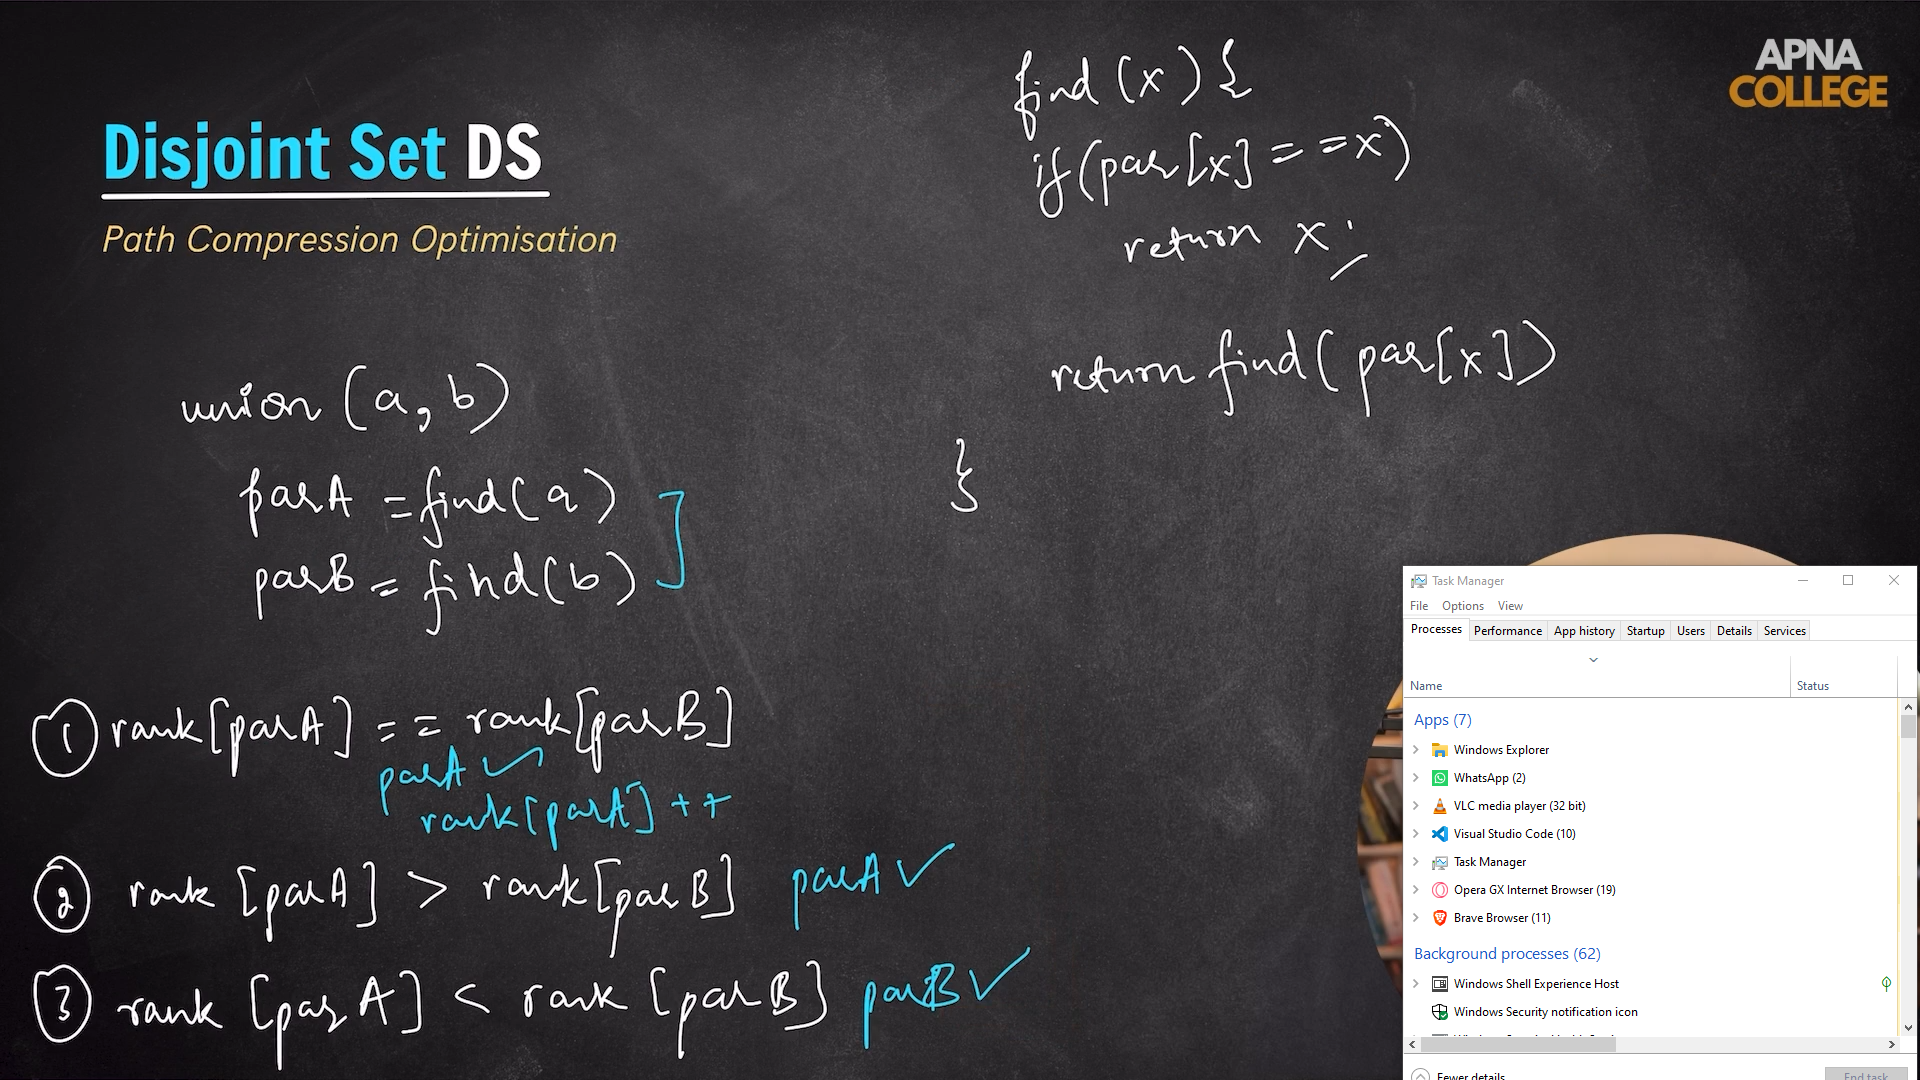 APNA
COLLEGE
Disjoint Set DS
Path Compression Optimisation
find (x) {
if (par[x] == x)
return x;
return find( par[x])
}
union (a, b)
parA = find(a)
parB = find(b)
1 rank[parA] == rank[parB]
parA
rank[parA] ++
2 rank [parA] > rank[parB] parA
3 rank [parA] < rank [parB] parB
Task Manager
File Options View
Processes Performance App history Startup Users Details Services
Name Status
Apps (7)
Windows Explorer
WhatsApp (2)
VLC media player (32 bit)
Visual Studio Code (10)
Task Manager
Opera GX Internet Browser (19)
Brave Browser (11)
Background processes (62)
Windows Shell Experience Host
Windows Security notification icon
Fewer details End task